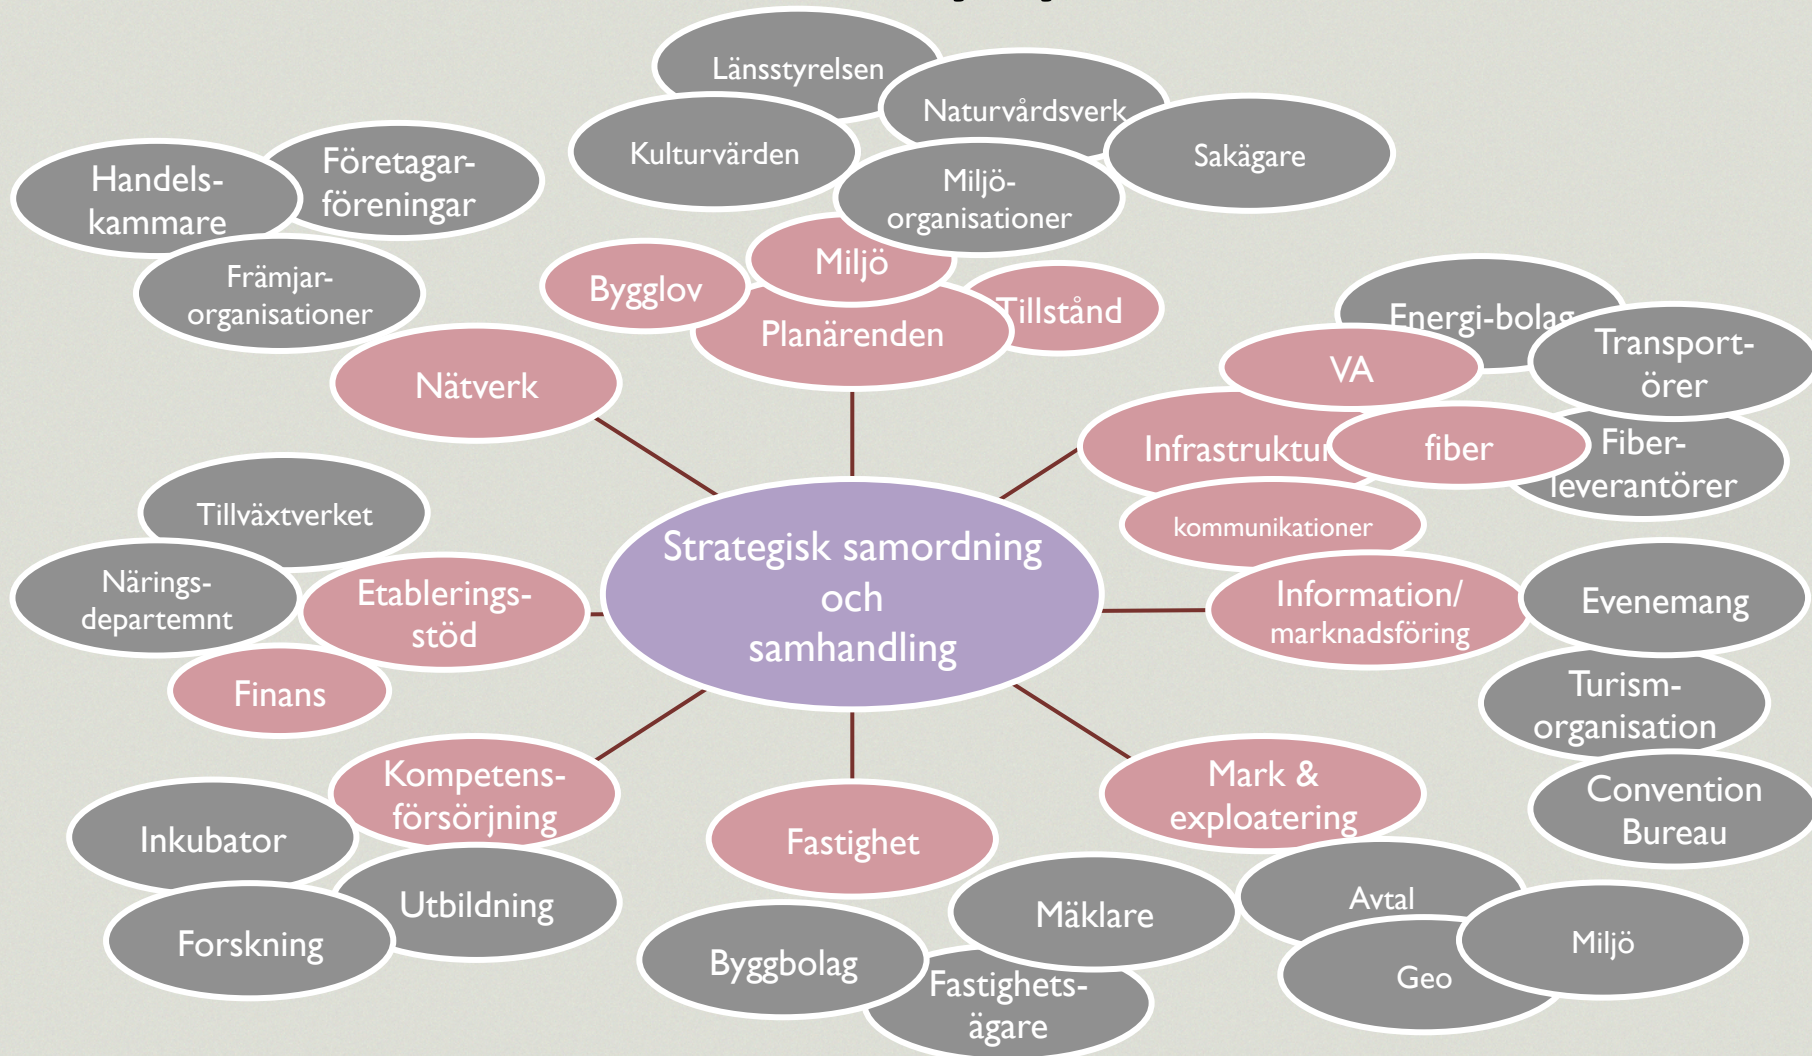 Länsstyrelsen
Naturvårdsverk
Kulturvärden
Sakägare
Miljö-
organisationer
Handels-
kammare
Företagar-
föreningar
Främjar-
organisationer
Miljö
Bygglov
Tillstånd
Planärenden
Nätverk
Energi-bolag
VA
Transport-
örer
Infrastruktur
fiber
Fiber-
leverantörer
kommunikationer
Tillväxtverket
Närings-
departemnt
Etablerings-
stöd
Finans
Strategisk samordning
och
samhandling
Information/
marknadsföring
Evenemang
Turism-
organisation
Convention
Bureau
Kompetens-
försörjning
Inkubator
Utbildning
Forskning
Fastighet
Mäklare
Byggbolag
Fastighets-
ägare
Mark &
exploatering
Avtal
Miljö
Geo